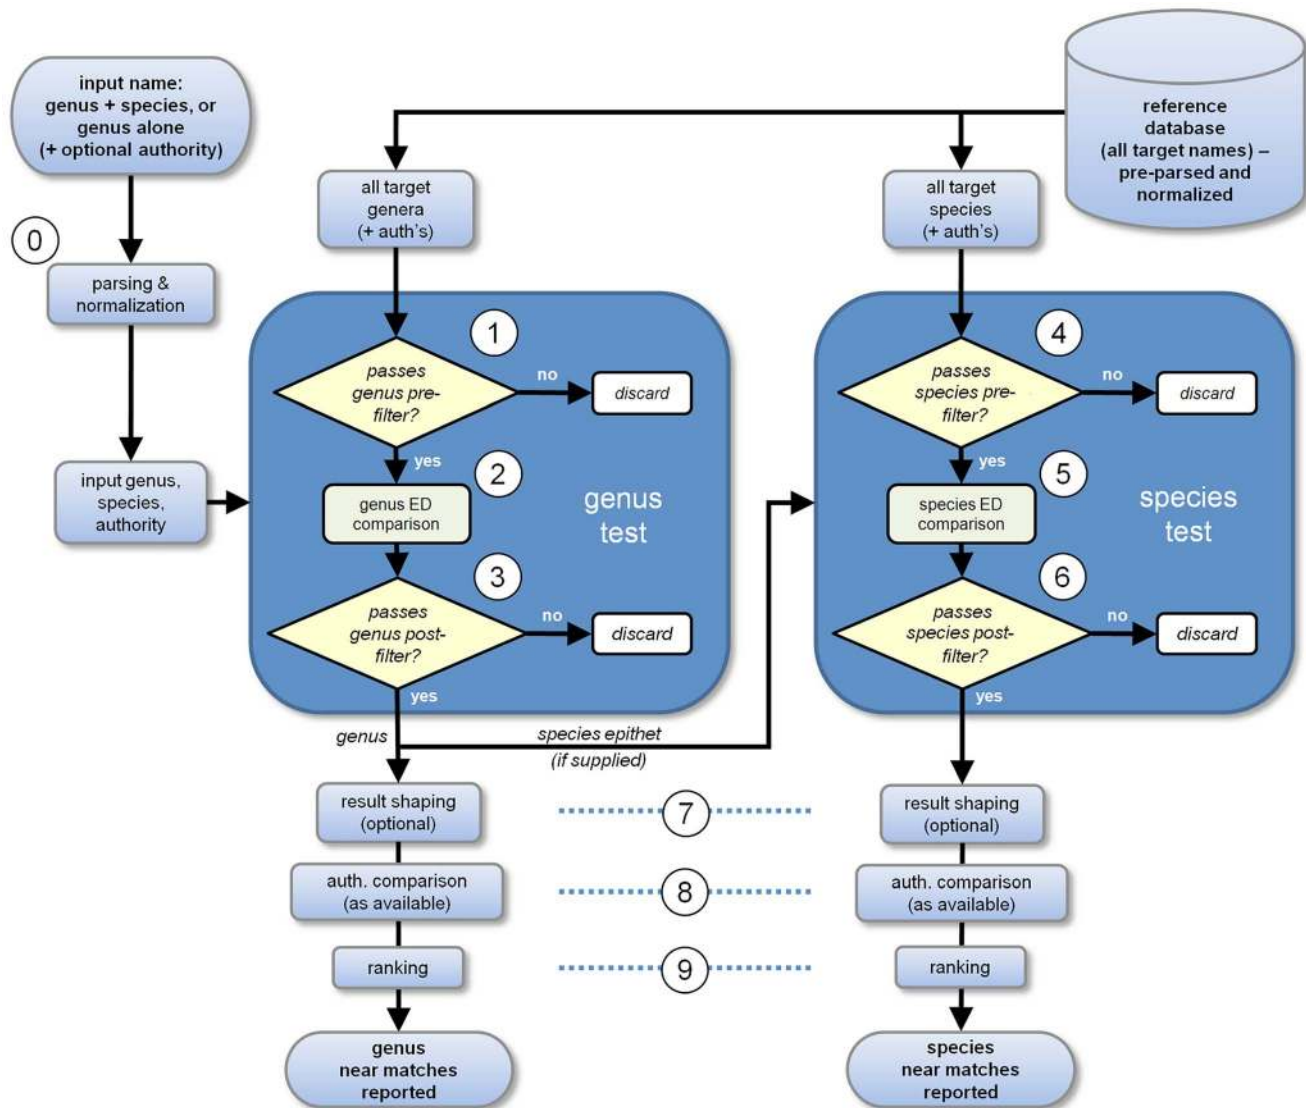 input name:
genus + species, or
genus alone
(+ optional authority)
reference
database
(all target names) –
pre-parsed and
normalized
0
parsing &
normalization
input genus,
species,
authority
all target
genera
(+ auth's)
1
passes
genus pre-
filter?
no
discard
yes
2
genus ED
comparison
genus
test
3
passes
genus post-
filter?
no
discard
yes
genus
species epithet
(if supplied)
all target
species
(+ auth's)
4
passes
species pre-
filter?
no
discard
yes
5
species ED
comparison
species
test
6
passes
species post-
filter?
no
discard
yes
result shaping
(optional)
7
result shaping
(optional)
auth. comparison
(as available)
8
auth. comparison
(as available)
ranking
9
ranking
genus
near matches
reported
species
near matches
reported